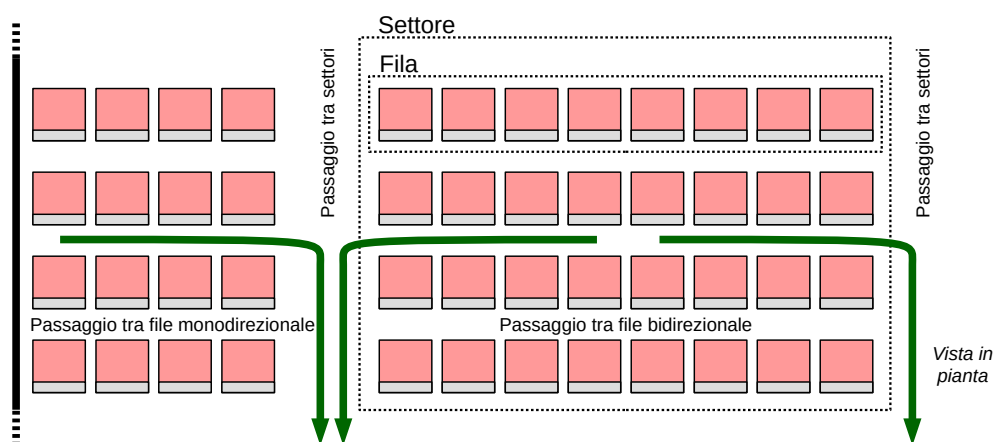 Settore
Fila
Passaggio tra settori
Passaggio tra settori
Passaggio tra file monodirezionale
Passaggio tra file bidirezionale
Vista in
pianta